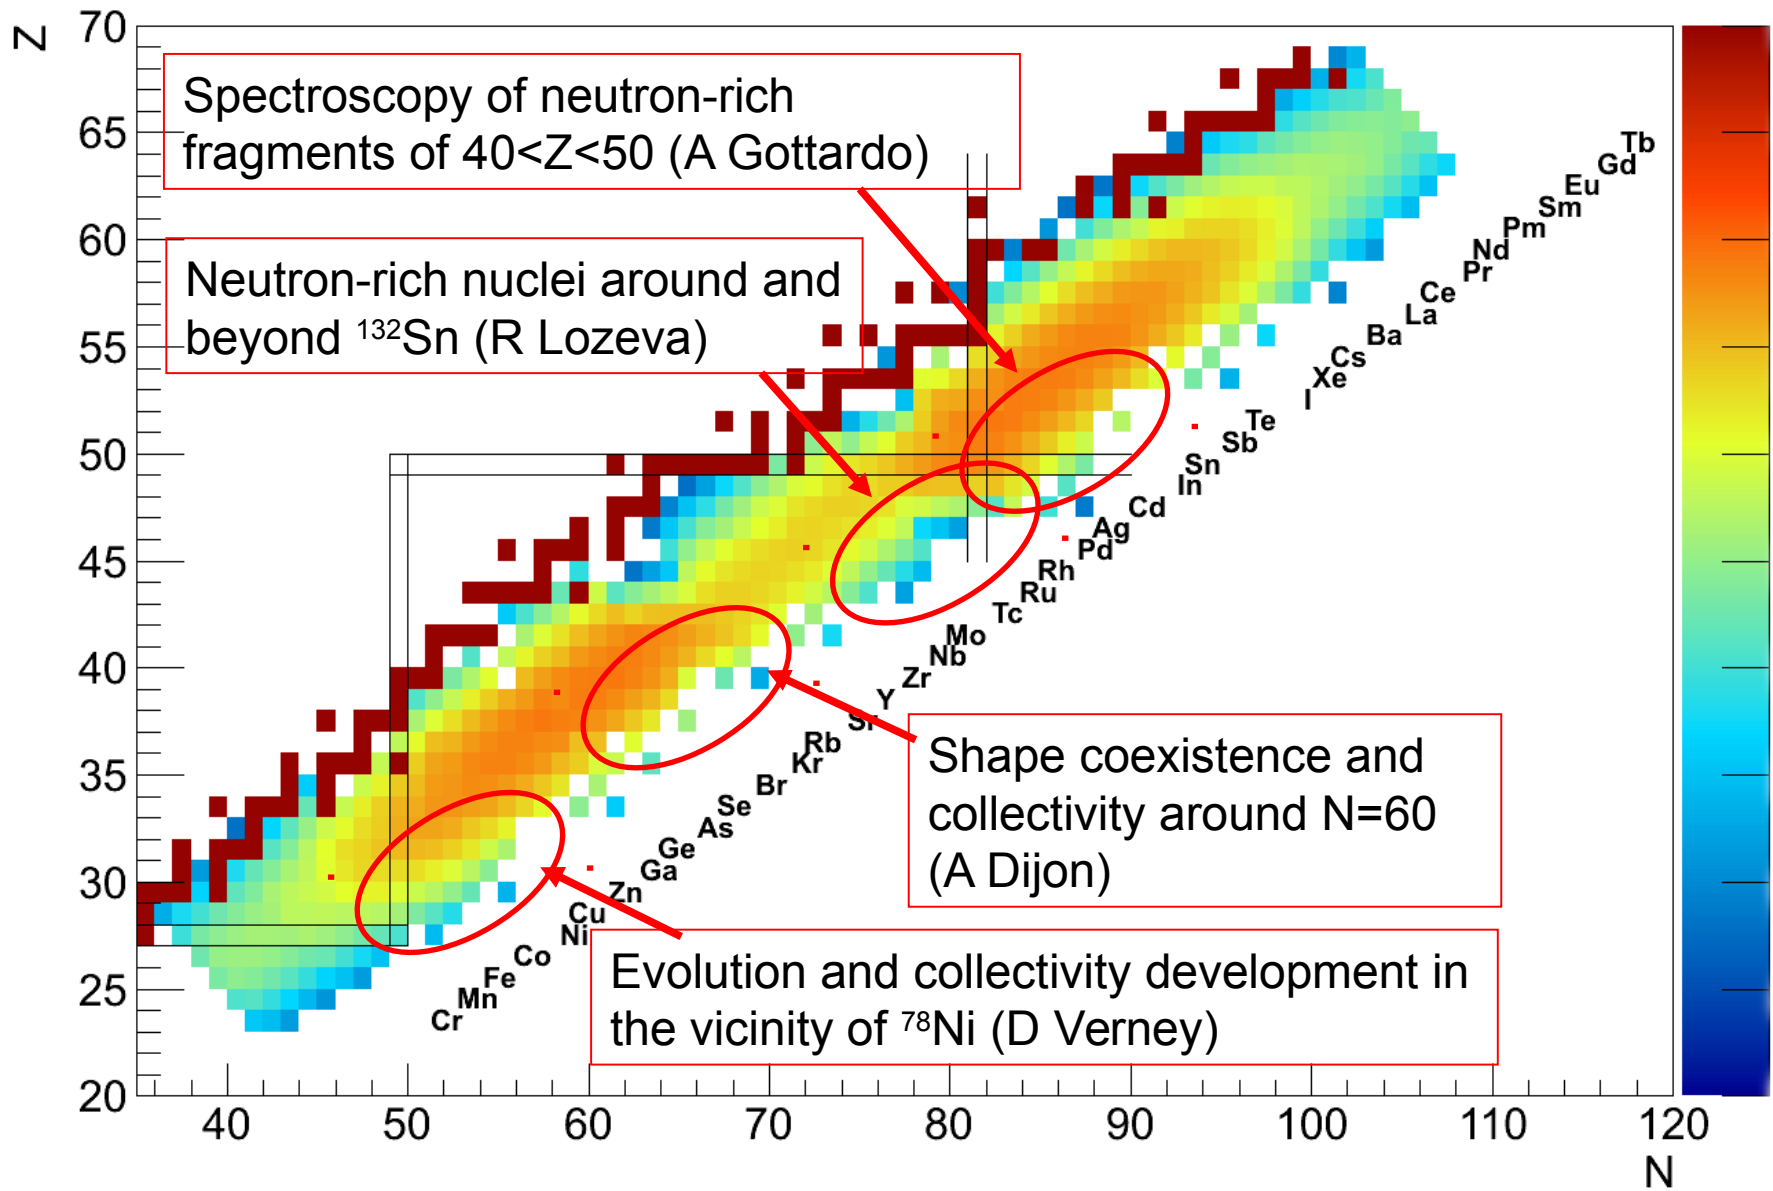 Z
70
65
60
55
50
45
40
35
30
25
20
Spectroscopy of neutron-rich
fragments of 40<Z<50 (A Gottardo)
Neutron-rich nuclei around and
beyond ¹³²Sn (R Lozeva)
Shape coexistence and
collectivity around N=60
(A Dijon)
Evolution and collectivity development in
the vicinity of ⁷⁸Ni (D Verney)
Tb
Gd
Eu
Sm
Pm
Nd
Pr
Ce
La
Ba
Cs
Xe
I
Te
Sb
Sn
In
Cd
Ag
Pd
Rh
Ru
Tc
Mo
Nb
Zr
Y
Sr
Rb
Kr
Br
Se
As
Ge
Ga
Zn
Cu
Ni
Co
Fe
Mn
Cr
40 50 60 70 80 90 100 110 120
N